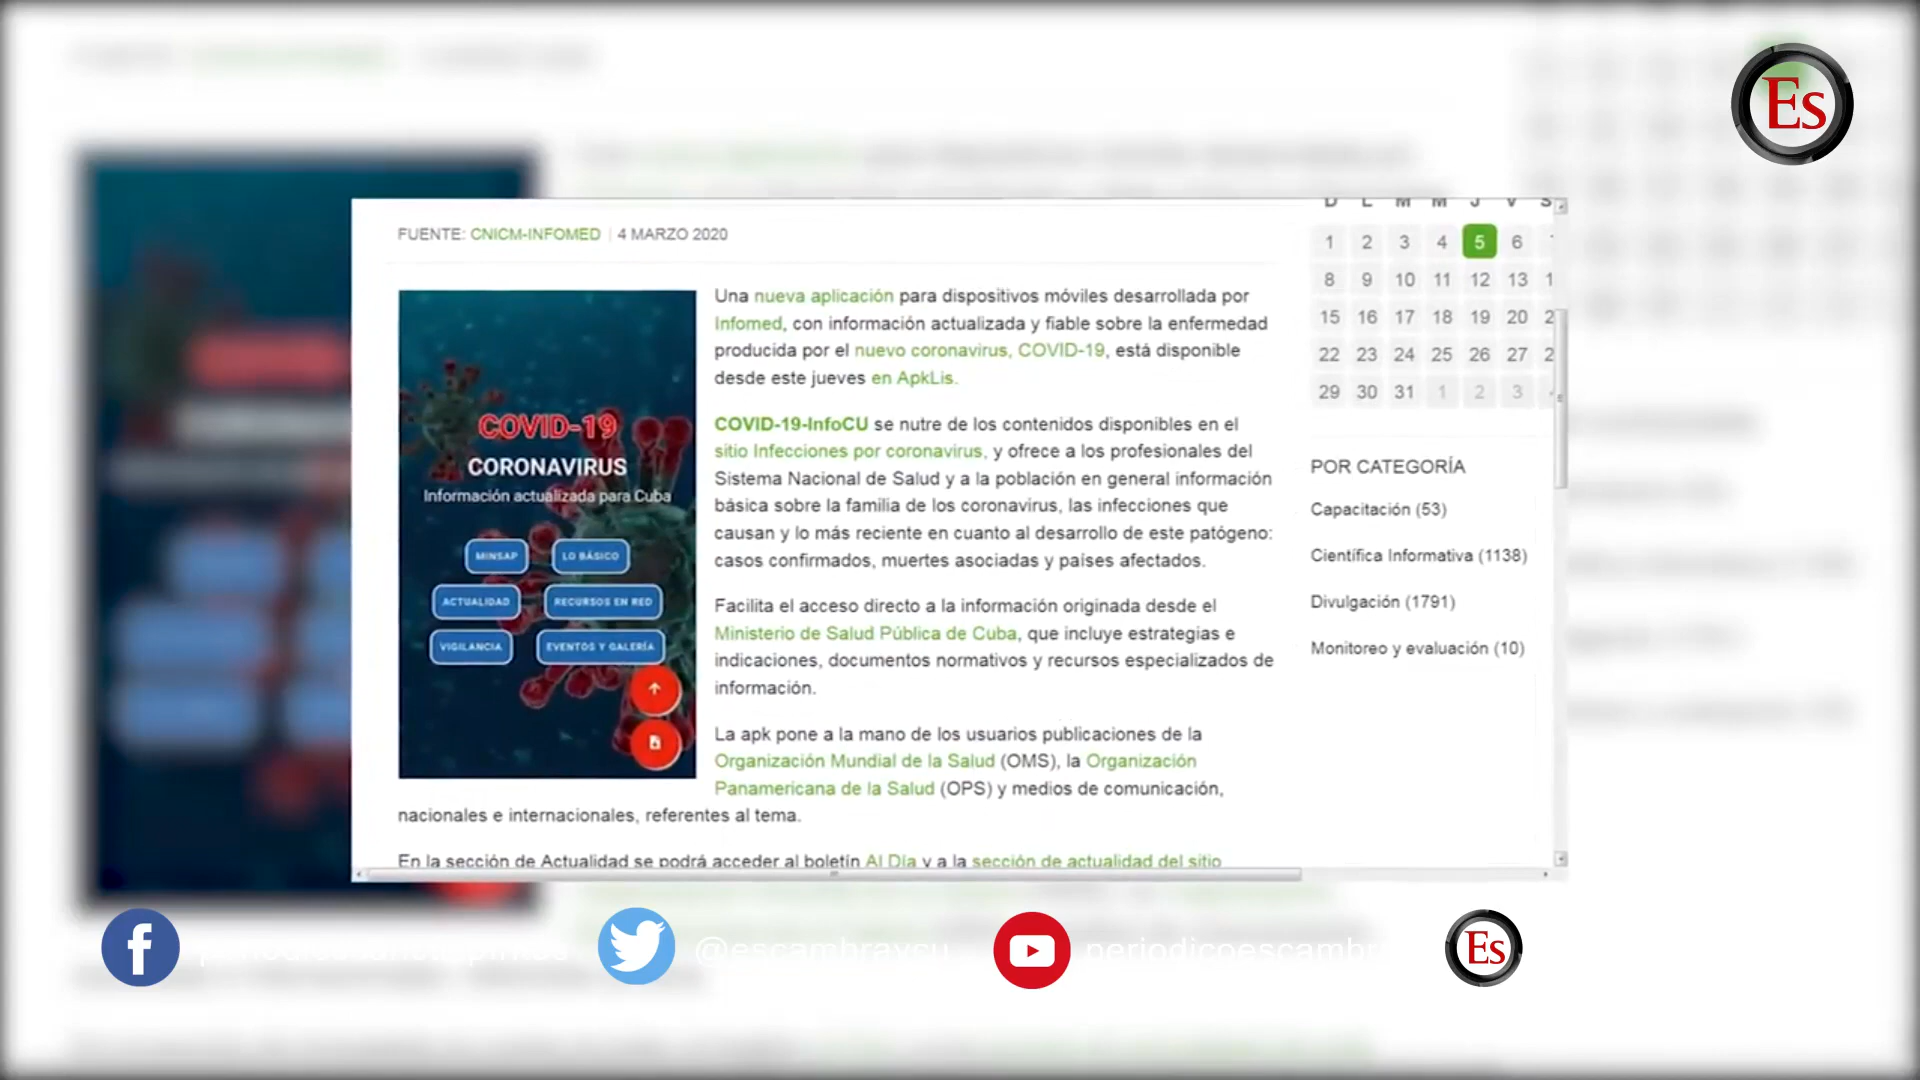 Es
FUENTE: CNICM-INFOMED | 4 MARZO 2020
COVID-19
CORONAVIRUS
Información actualizada para Cuba
MINSAP
LO BÁSICO
ACTUALIDAD
RECURSOS EN RED
VIGILANCIA
EVENTOS Y GALERÍA
Una nueva aplicación para dispositivos móviles desarrollada por
Infomed, con información actualizada y fiable sobre la enfermedad
producida por el nuevo coronavirus, COVID-19, está disponible
desde este jueves en ApkLis.
COVID-19-InfoCU se nutre de los contenidos disponibles en el
sitio Infecciones por coronavirus, y ofrece a los profesionales del
Sistema Nacional de Salud y a la población en general información
básica sobre la familia de los coronavirus, las infecciones que
causan y lo más reciente en cuanto al desarrollo de este patógeno:
casos confirmados, muertes asociadas y países afectados.
Facilita el acceso directo a la información originada desde el
Ministerio de Salud Pública de Cuba, que incluye estrategias e
indicaciones, documentos normativos y recursos especializados de
información.
La apk pone a la mano de los usuarios publicaciones de la
Organización Mundial de la Salud (OMS), la Organización
Panamericana de la Salud (OPS) y medios de comunicación,
nacionales e internacionales, referentes al tema.
En la sección de Actualidad se podrá acceder al boletín Al Día y a la sección de actualidad del sitio
D L M M J V S
1 2 3 4 5 6
8 9 10 11 12 13
15 16 17 18 19 20
22 23 24 25 26 27
29 30 31 1 2 3
POR CATEGORÍA
Capacitación (53)
Científica Informativa (1138)
Divulgación (1791)
Monitoreo y evaluación (10)
@escambraycu
periodicoescambr
Es